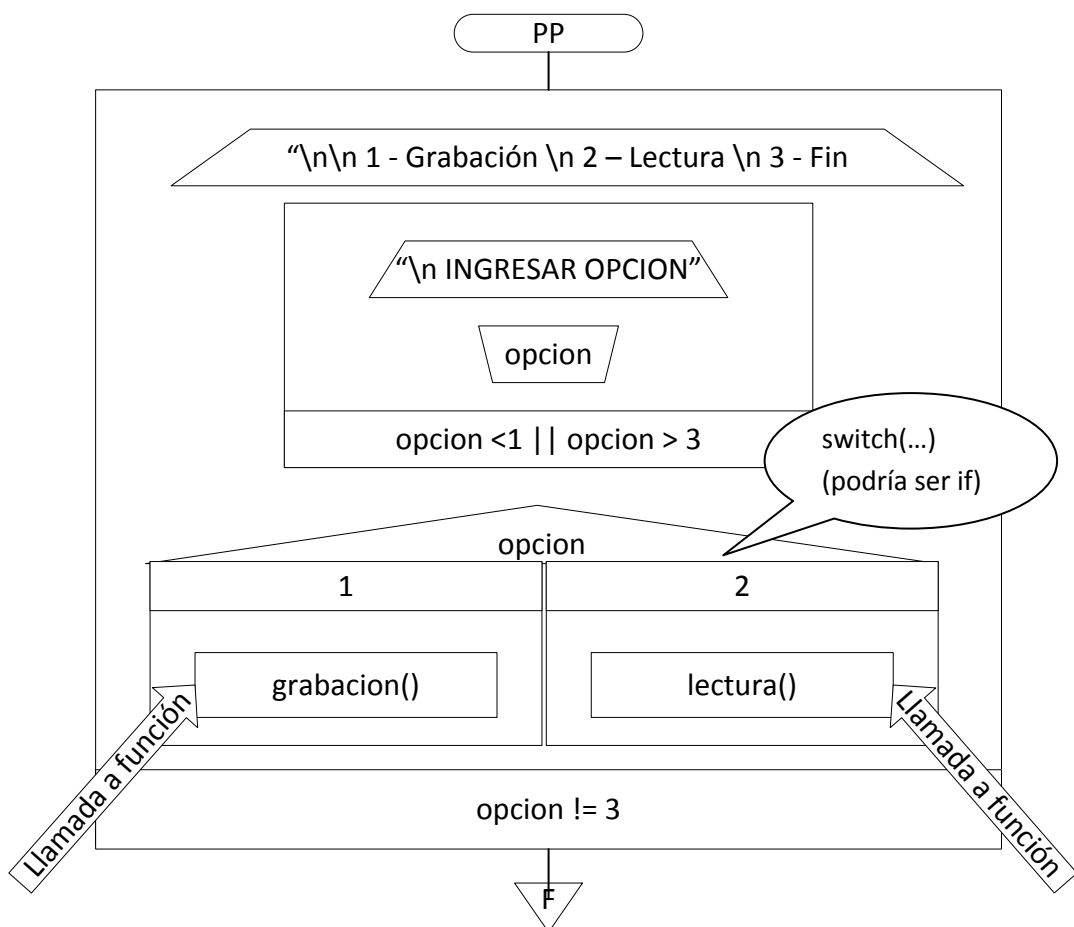 PP
“\n\n 1 - Grabación \n 2 – Lectura \n 3 - Fin
“\n INGRESAR OPCION”
opcion
opcion <1 || opcion > 3
switch(...)
(podría ser if)
opcion
1
2
grabacion()
lectura()
Llamada a función
Llamada a función
opcion != 3
F